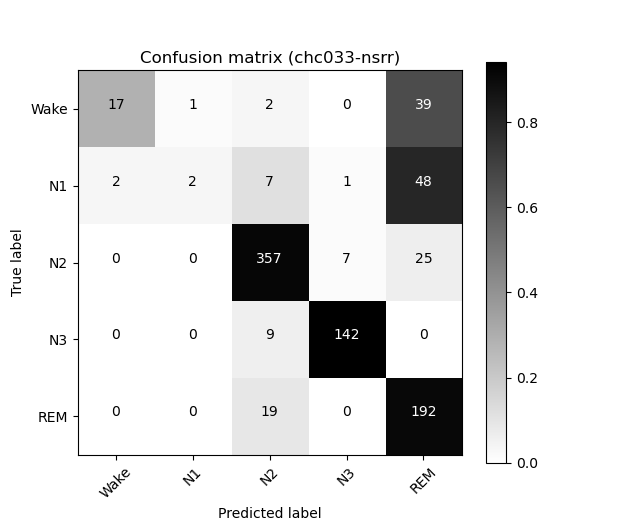 Confusion matrix (chc033-nsrr)
Wake 17 1 2 0 39
N1 2 2 7 1 48
N2 0 0 357 7 25
N3 0 0 9 142 0
REM 0 0 19 0 192
True label
Wake N1 N2 N3 REM
Predicted label
0.8
0.6
0.4
0.2
0.0